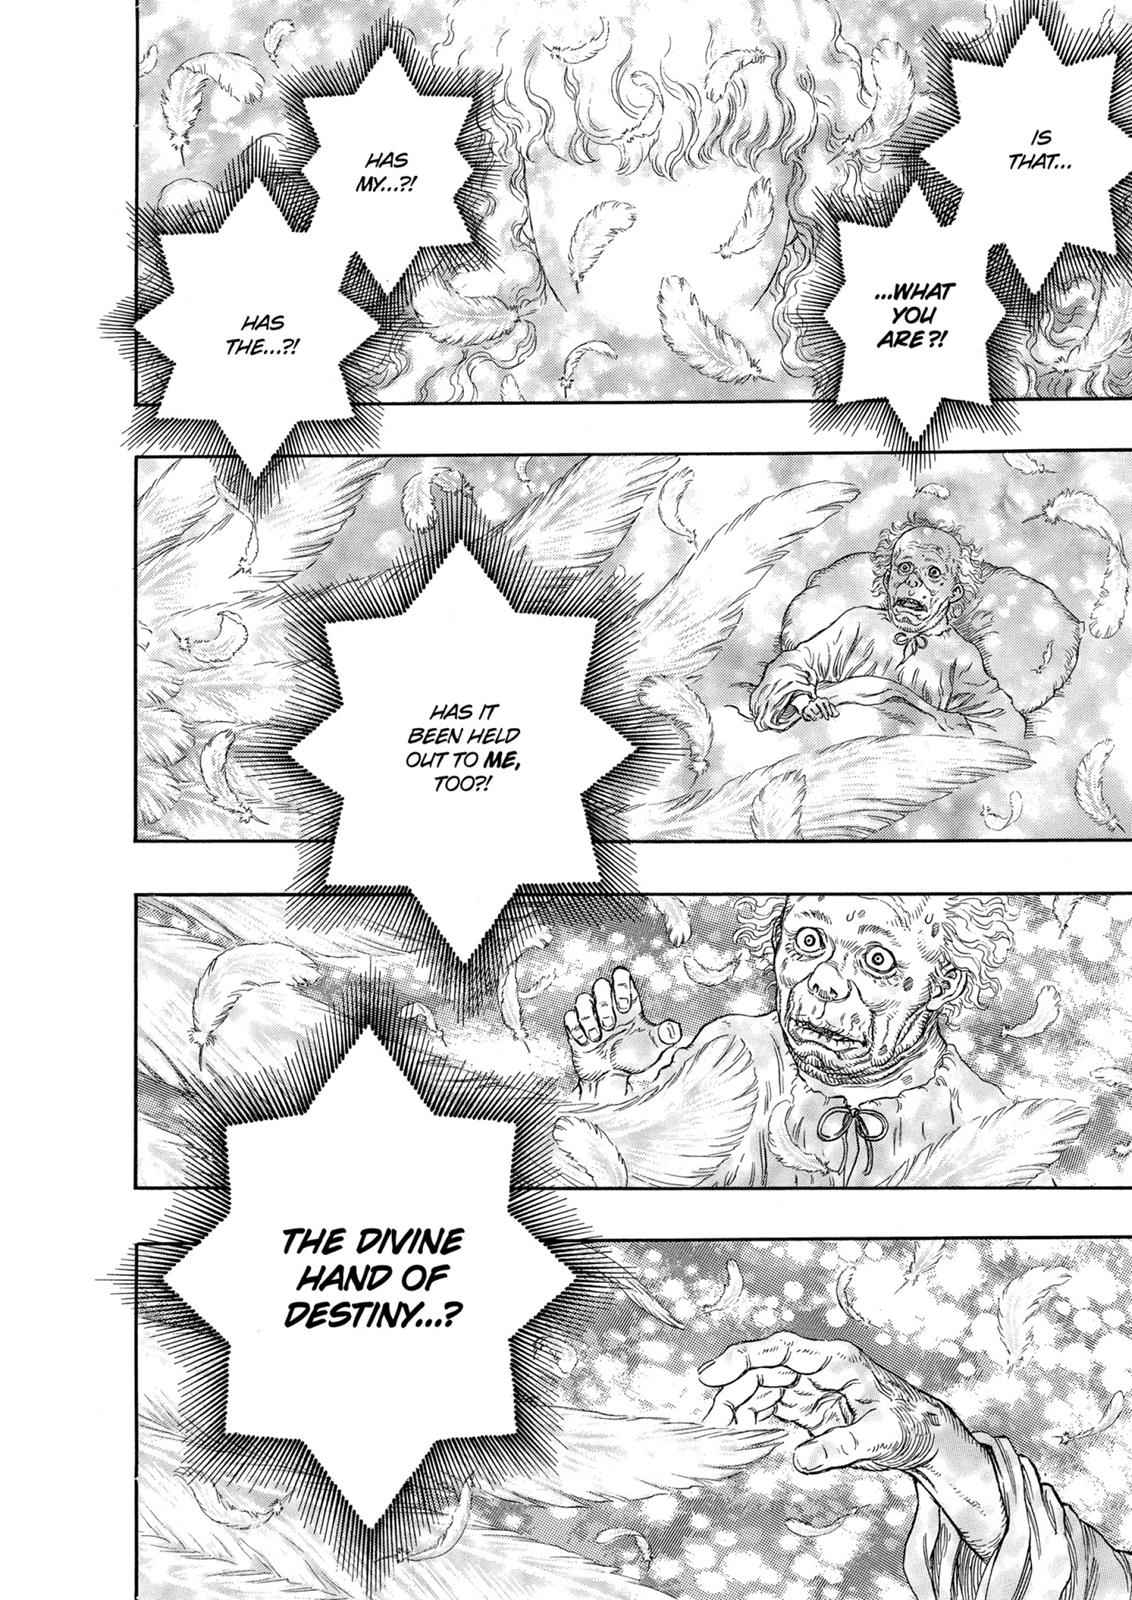 IS
THAT...
...WHAT
YOU
ARE?!
HAS
MY...?!
HAS
THE...?!
HAS IT
BEEN HELD
OUT TO ME,
TOO?!
THE DIVINE
HAND OF
DESTINY...?